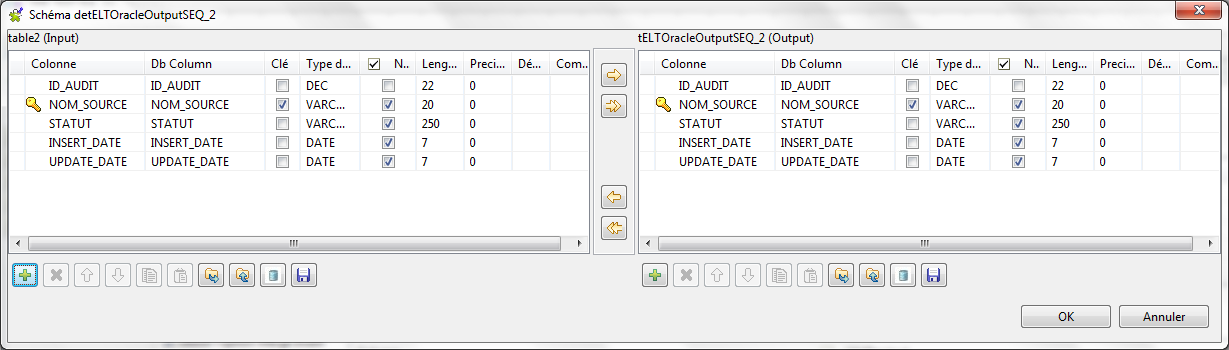 Schéma detELTOracleOutputSEQ_2
table2 (Input)
Colonne Db Column Clé Type d... N.. Leng... Preci... Dé... Com...
ID_AUDIT ID_AUDIT DEC 22 0
NOM_SOURCE NOM_SOURCE VARC... 20 0
STATUT STATUT VARC... 250 0
INSERT_DATE INSERT_DATE DATE 7 0
UPDATE_DATE UPDATE_DATE DATE 7 0
tELTOracleOutputSEQ_2 (Output)
Colonne Db Column Clé Type d... N.. Leng... Preci... Dé... Com...
ID_AUDIT ID_AUDIT DEC 22 0
NOM_SOURCE NOM_SOURCE VARC... 20 0
STATUT STATUT VARC... 250 0
INSERT_DATE INSERT_DATE DATE 7 0
UPDATE_DATE UPDATE_DATE DATE 7 0
OK Annuler